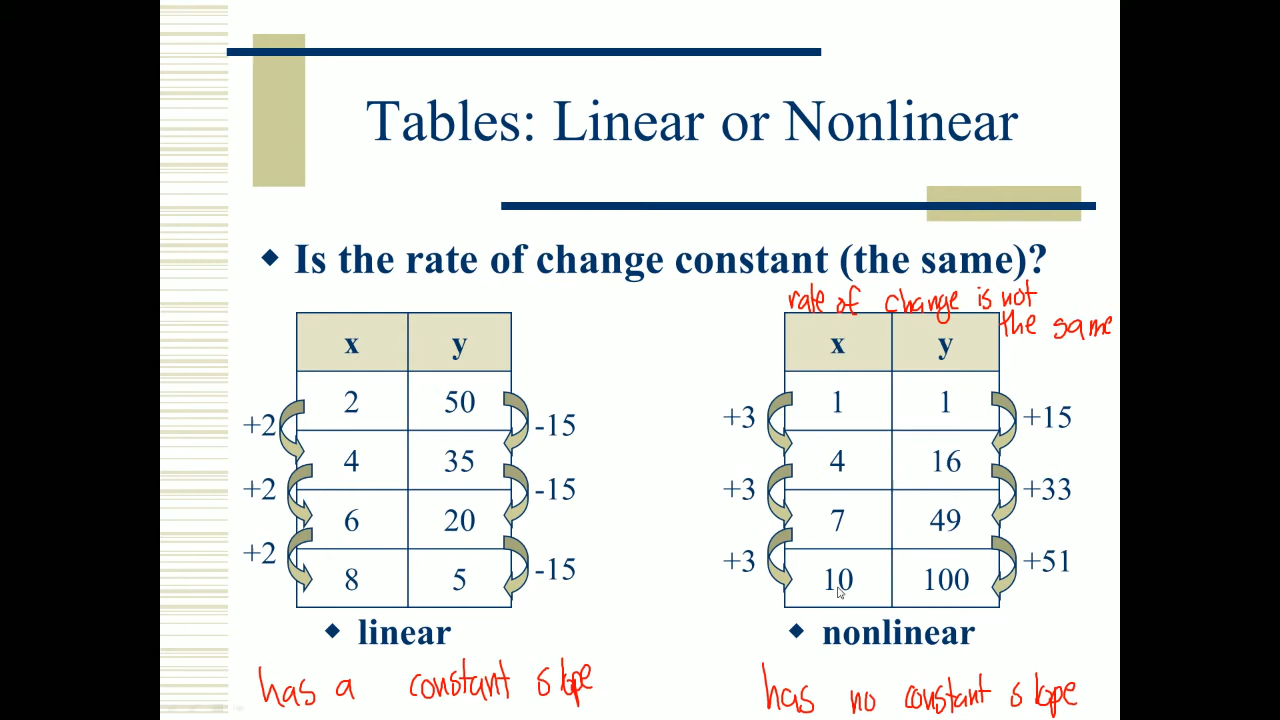 Tables: Linear or Nonlinear
Is the rate of change constant (the same)?
rate of change is not
the same
x y
2 50
4 35
6 20
8 5
+2 -15
+2 -15
+2 -15
linear
has a constant slope
x y
1 1
4 16
7 49
10 100
+3 +15
+3 +33
+3 +51
nonlinear
has no constant slope